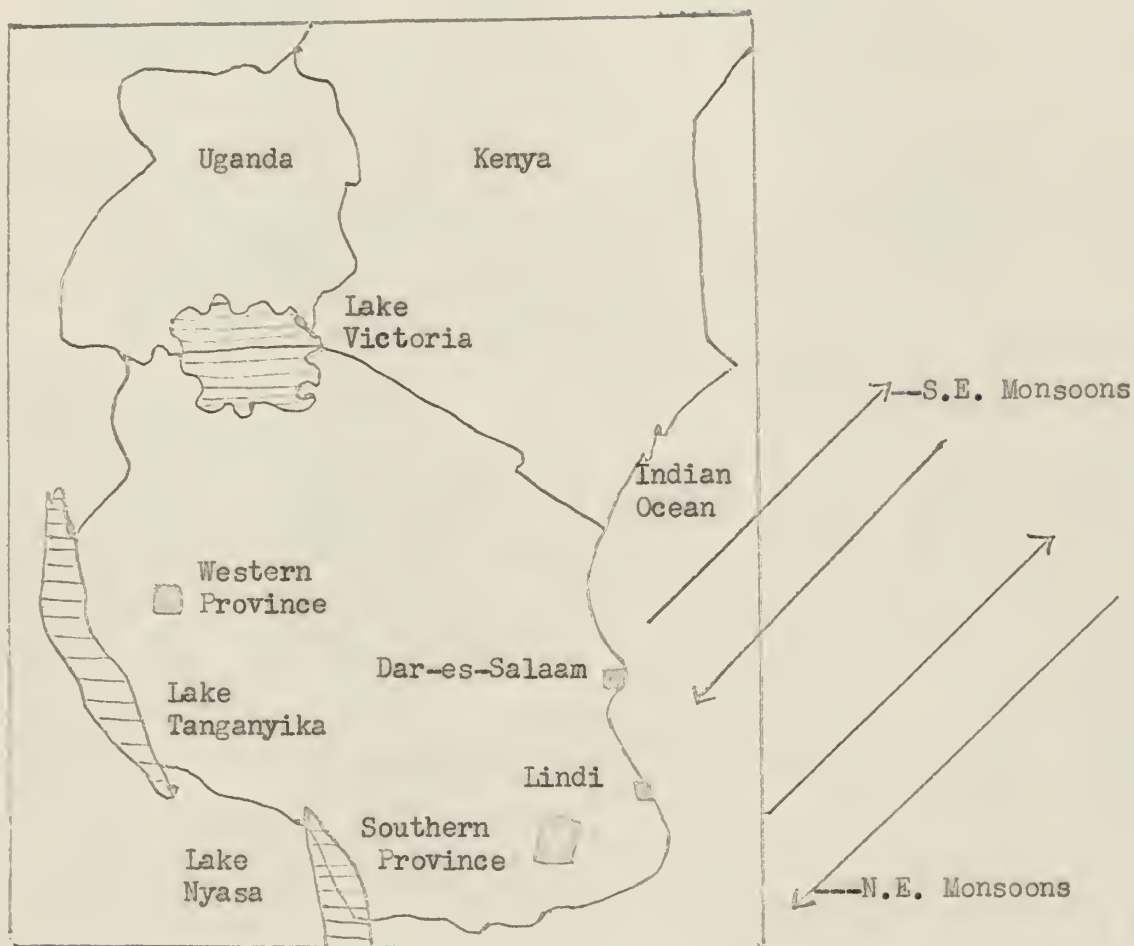 Uganda
Kenya
Lake
Victoria
S.E. Monsoons
Indian
Ocean
Western
Province
Dar-es-Salaam
Lake
Tanganyika
Lindi
Southern
Province
Lake
Nyasa
N.E. Monsoons